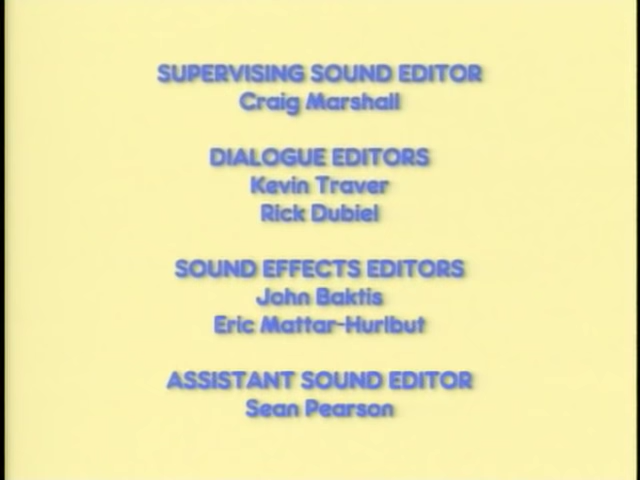 SUPERVISING SOUND EDITOR
Craig Marshall
DIALOGUE EDITORS
Kevin Traver
Rick Dubiel
SOUND EFFECTS EDITORS
John Baktis
Eric Mattar-Hurlbut
ASSISTANT SOUND EDITOR
Sean Pearson